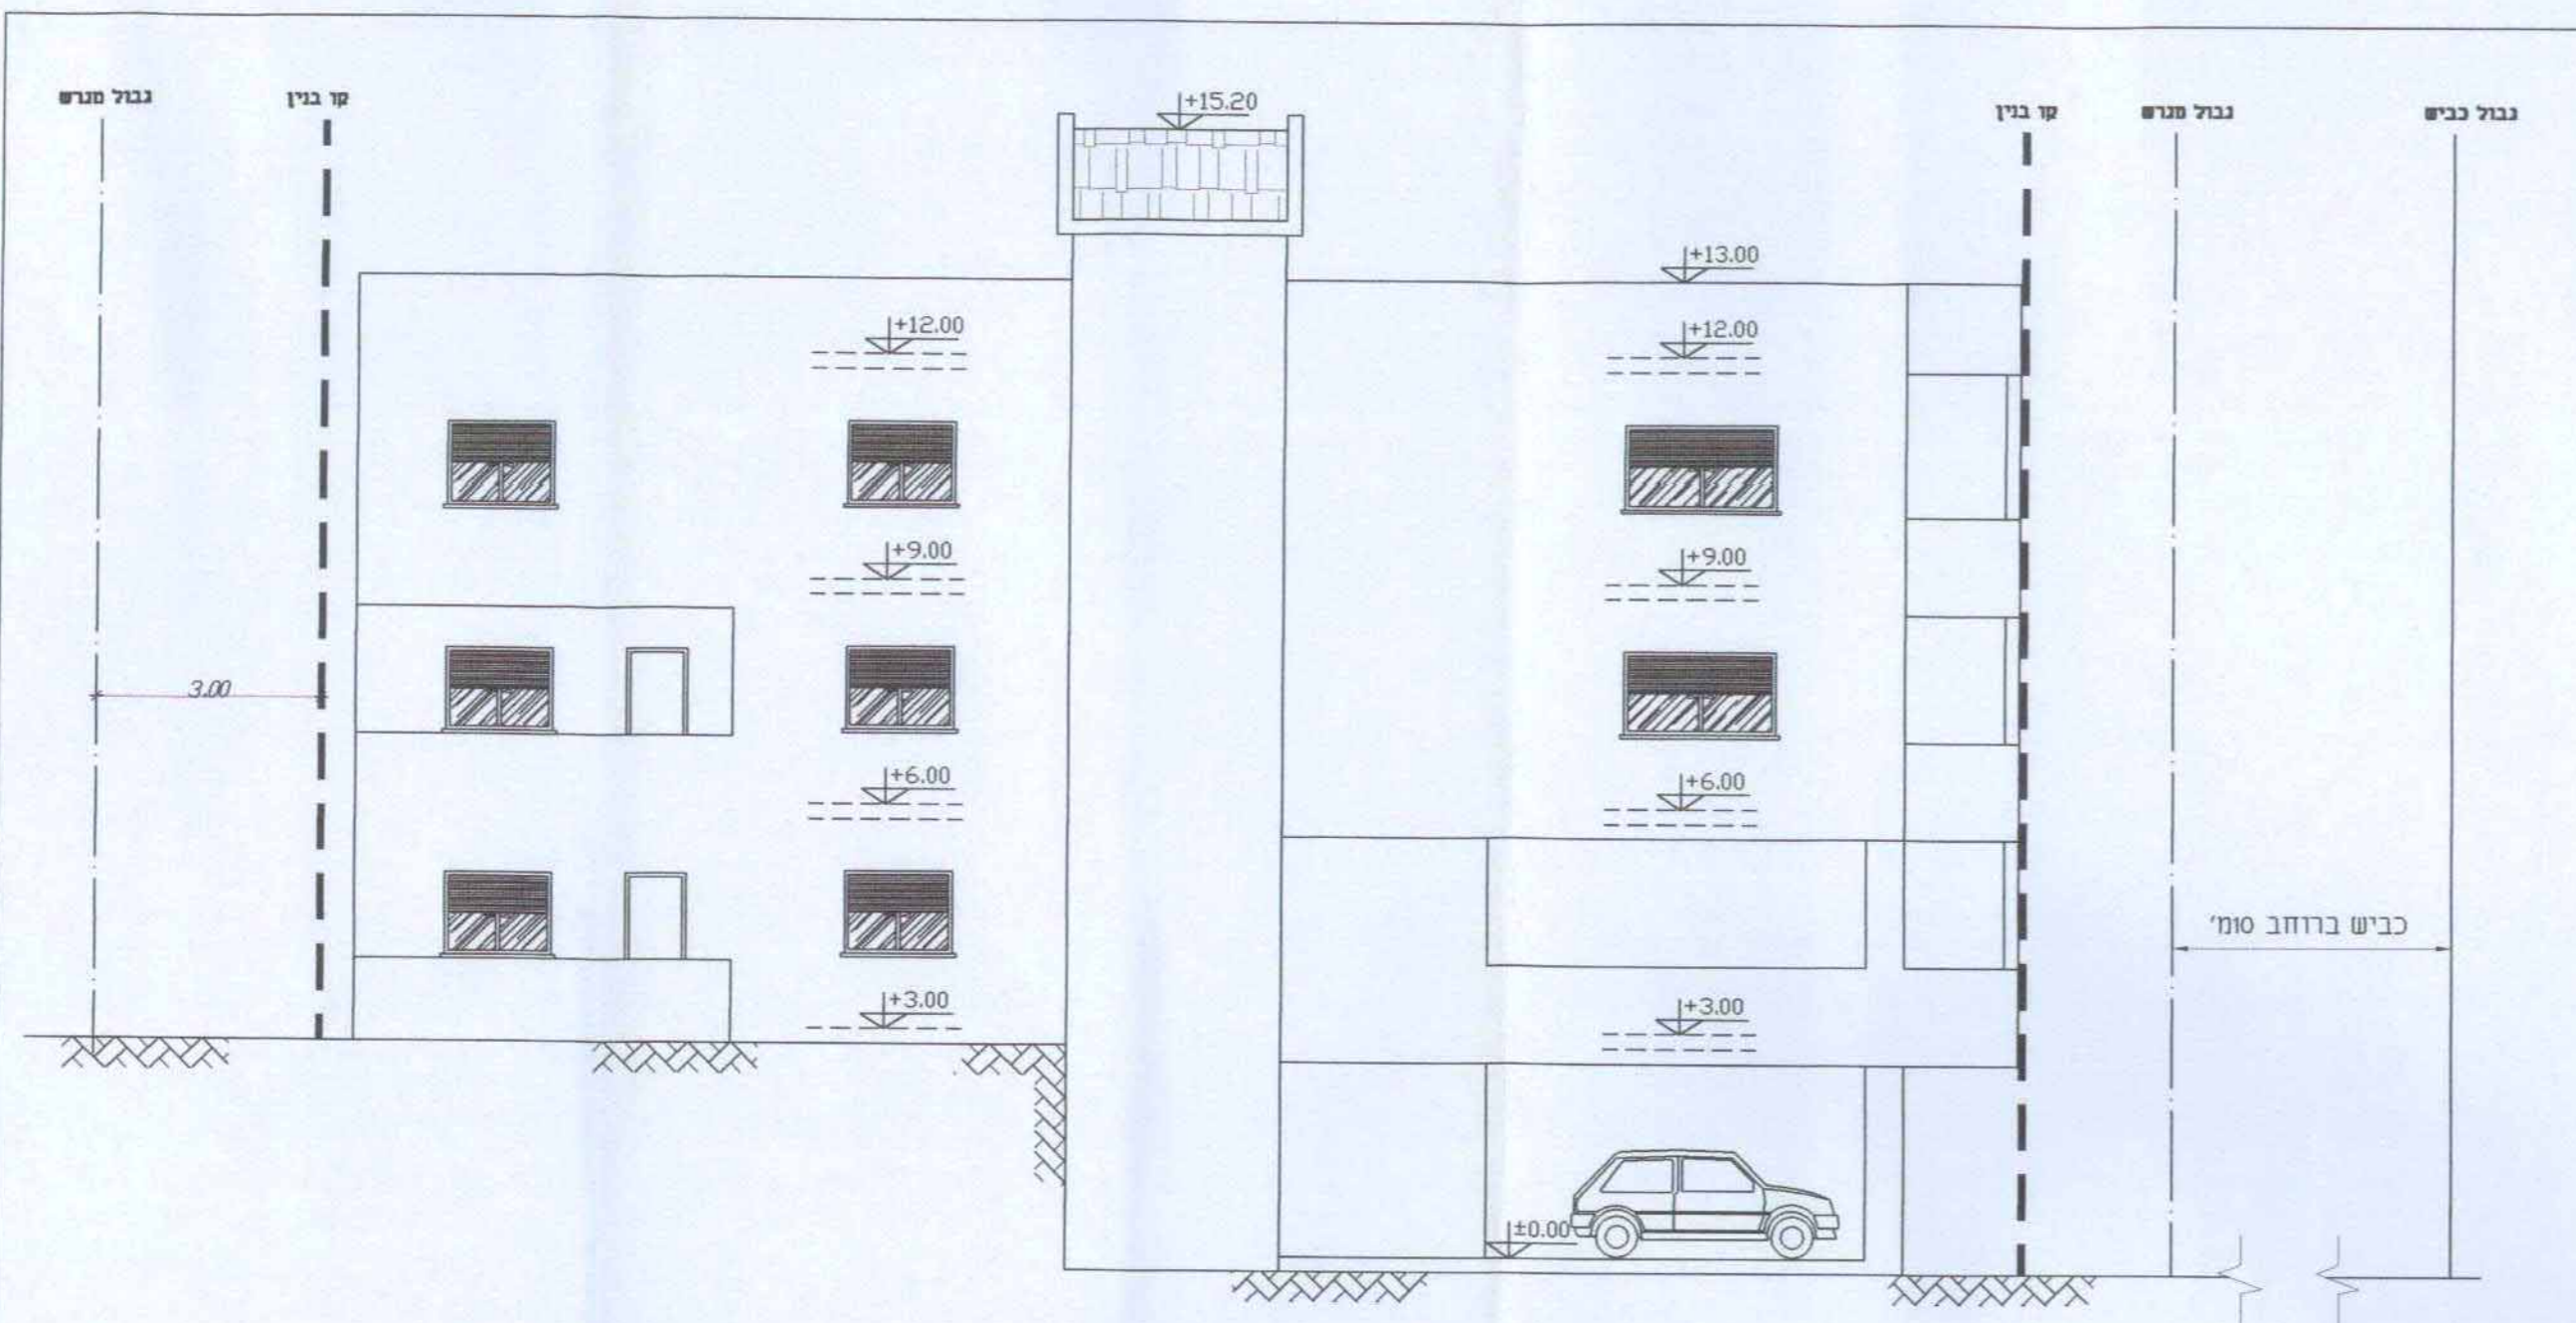 גבול מגרש
קו בנין
+15.20
קו בנין
גבול מגרש
גבול כביש
+13.00
+12.00
+12.00
+9.00
+9.00
3.00
+6.00
+6.00
כביש ברוחב 10מ'
+3.00
+3.00
±0.00